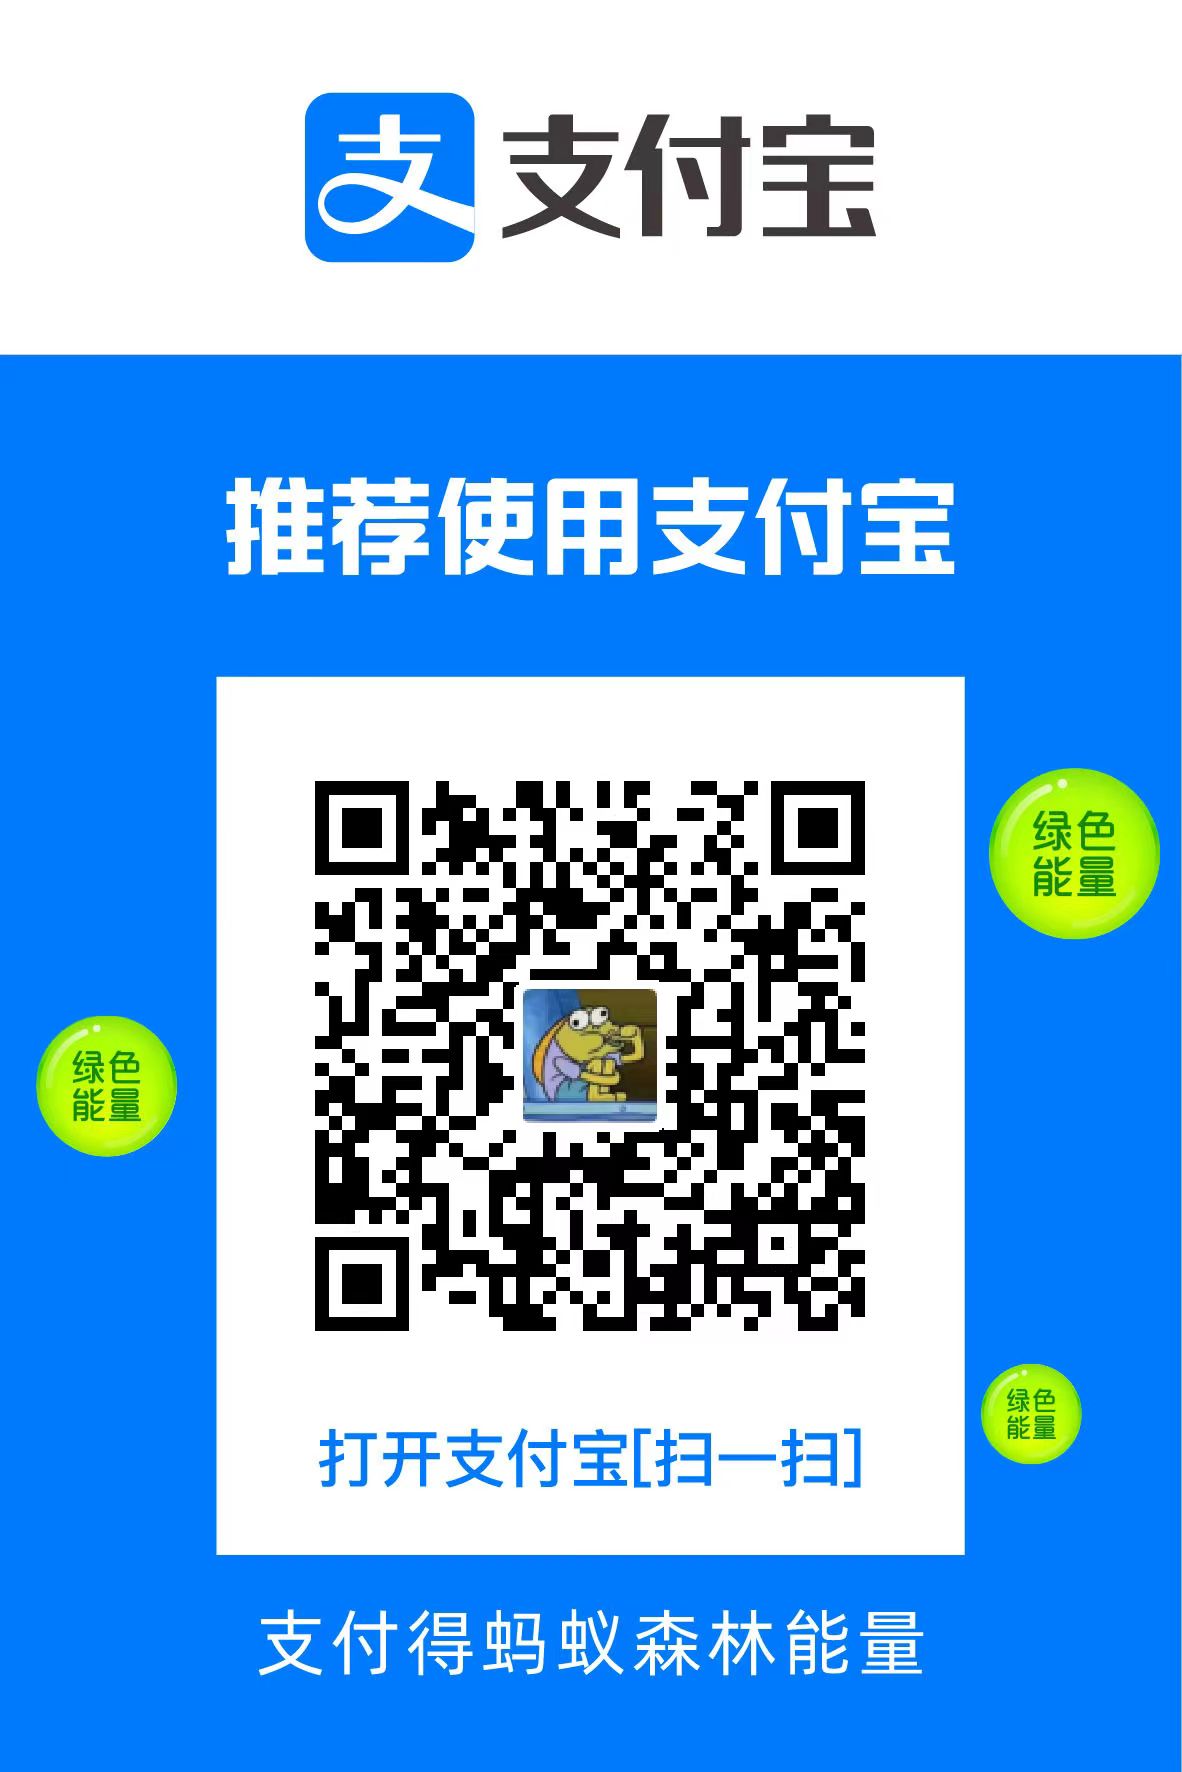 支付宝
推荐使用支付宝
绿色
能量
绿色
能量
绿色
能量
打开支付宝[扫一扫]
支付得蚂蚁森林能量